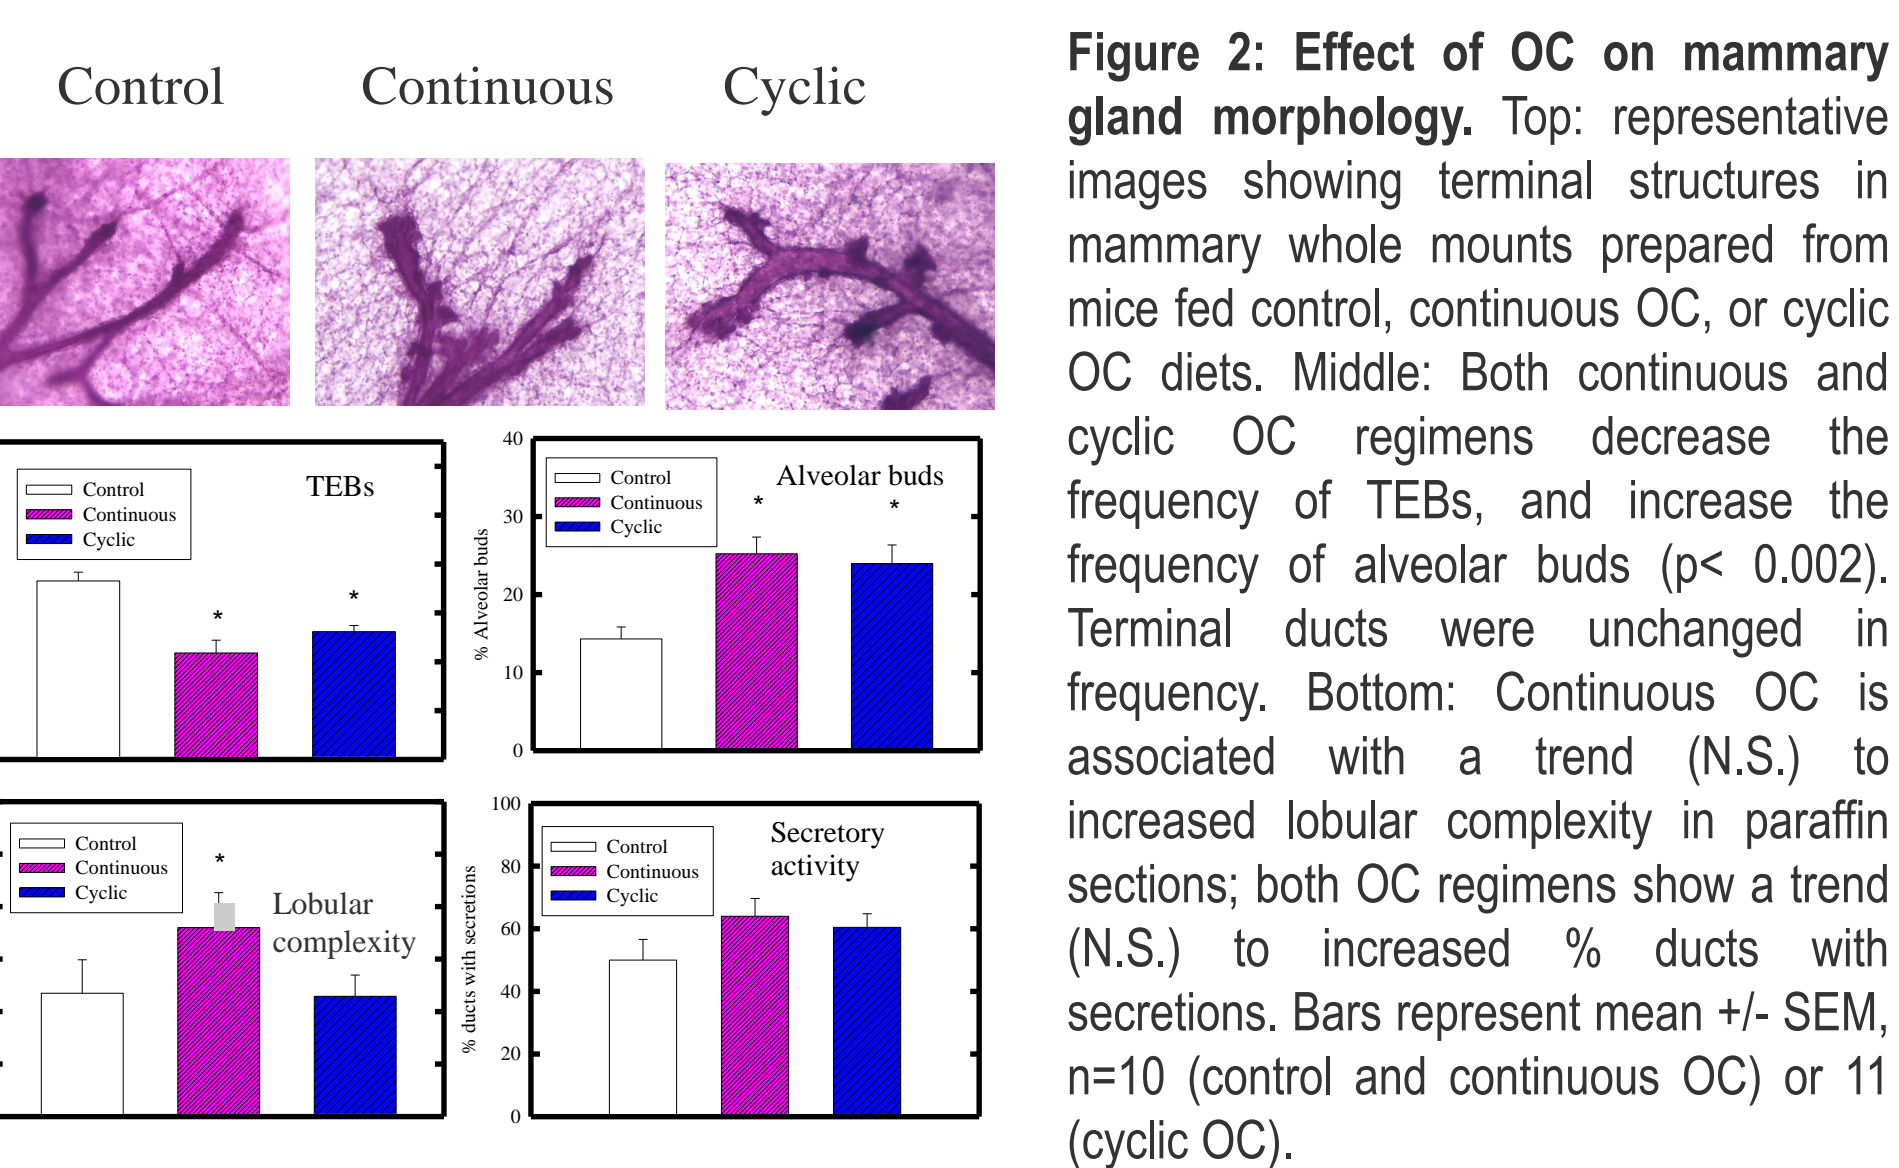 Control Continuous Cyclic
Control
Continuous
Cyclic
TEBs
*
*
40
30
20
10
0
% Alveolar buds
Control
Continuous
Cyclic
Alveolar buds
*
*
Control
Continuous
Cyclic
*
Lobular
complexity
100
80
60
40
20
0
% ducts with secretions
Control
Continuous
Cyclic
Secretory
activity
Figure 2: Effect of OC on mammary
gland morphology. Top: representative
images showing terminal structures in
mammary whole mounts prepared from
mice fed control, continuous OC, or cyclic
OC diets. Middle: Both continuous and
cyclic OC regimens decrease the
frequency of TEBs, and increase the
frequency of alveolar buds (p< 0.002).
Terminal ducts were unchanged in
frequency. Bottom: Continuous OC is
associated with a trend (N.S.) to
increased lobular complexity in paraffin
sections; both OC regimens show a trend
(N.S.) to increased % ducts with
secretions. Bars represent mean +/- SEM,
n=10 (control and continuous OC) or 11
(cyclic OC).